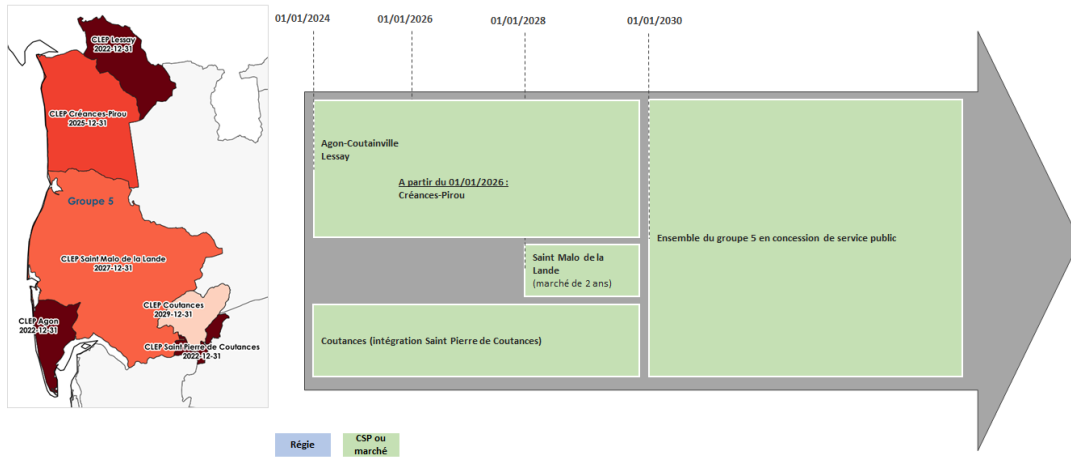 01/01/2024
01/01/2026
01/01/2028
01/01/2030
CLEP Lessay
2022-12-31
CLEP Créances-Pirou
2025-12-31
Groupe 5
CLEP Saint Malo de la Lande
2027-12-31
CLEP Coutances
2029-12-31
CLEP Agon
2022-12-31
CLEP Saint Pierre de Coutances
2022-12-31
Agon-Coutainville
Lessay
A partir du 01/01/2026 :
Créances-Pirou
Saint Malo de la
Lande
(marché de 2 ans)
Coutances (intégration Saint Pierre de Coutances)
Ensemble du groupe 5 en concession de service public
Régie
CSP ou
marché